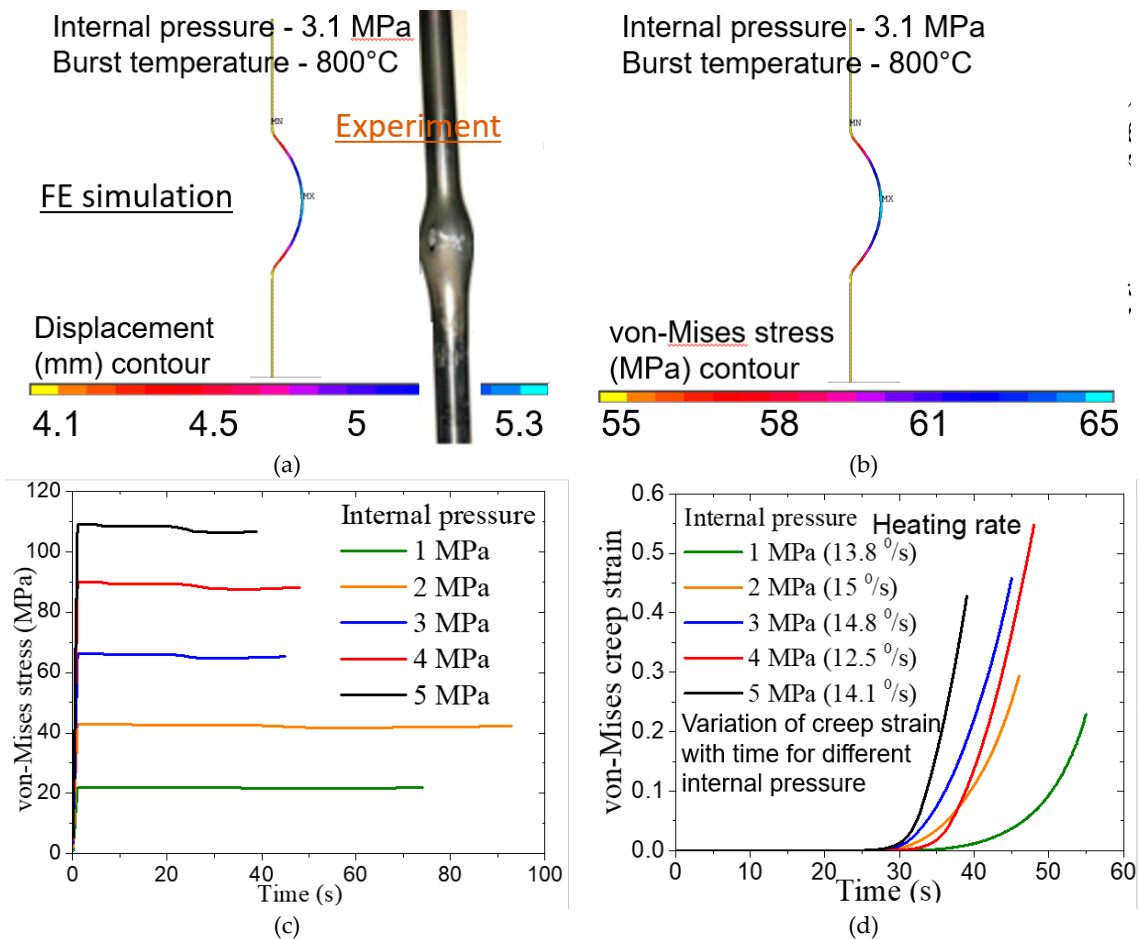 Internal pressure - 3.1 MPa
Burst temperature - 800°C
MN
Experiment
FE simulation
MX
Displacement
(mm) contour
4.1 4.5 5 5.3
(a)
Internal pressure - 3.1 MPa
Burst temperature - 800°C
MN
MX
von-Mises stress
(MPa) contour
55 58 61 65
(b)
120
100
80
60
40
20
0
von-Mises stress (MPa)
Internal pressure
1 MPa
2 MPa
3 MPa
4 MPa
5 MPa
0 20 40 60 80 100
Time (s)
(c)
0.6
0.5
0.4
0.3
0.2
0.1
0.0
von-Mises creep strain
Internal pressure
Heating rate
1 MPa (13.8 ⁰/s)
2 MPa (15 ⁰/s)
3 MPa (14.8 ⁰/s)
4 MPa (12.5 ⁰/s)
5 MPa (14.1 ⁰/s)
Variation of creep strain
with time for different
internal pressure
0 10 20 30 40 50 60
Time (s)
(d)